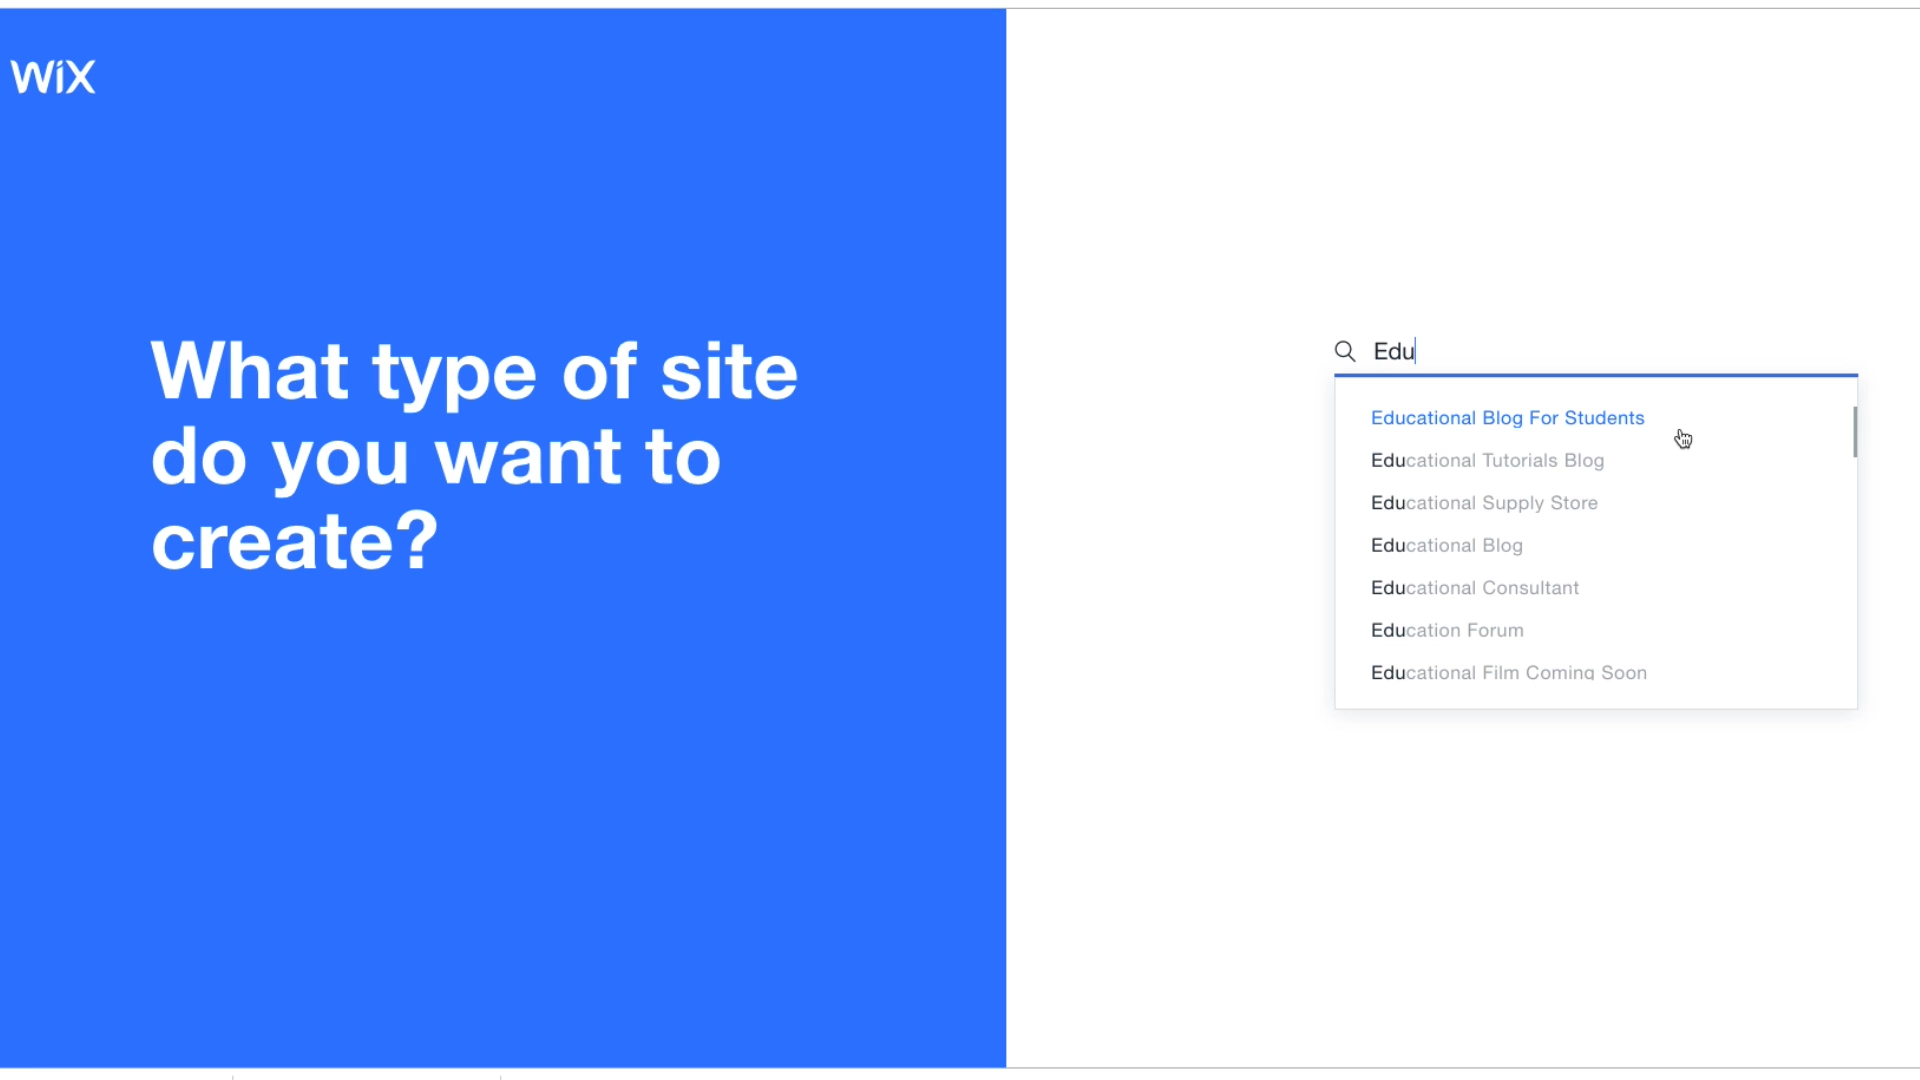 WiX
What type of site
do you want to
create?
Edu
Educational Blog For Students
Educational Tutorials Blog
Educational Supply Store
Educational Blog
Educational Consultant
Education Forum
Educational Film Coming Soon